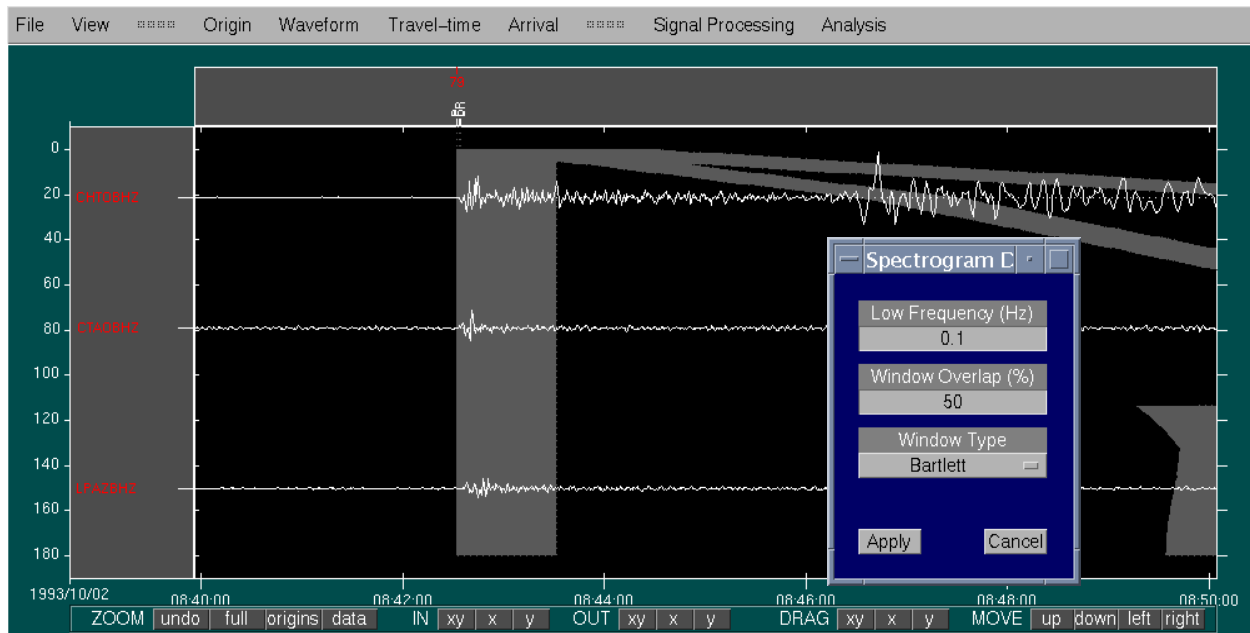 File View Origin Waveform Travel-time Arrival Signal Processing Analysis
0
20
CHTOBHZ
40
60
80
CTAOBHZ
100
120
140
160
180
Spectrogram D
Low Frequency (Hz)
0.1
Window Overlap (%)
50
Window Type
Bartlett
Apply Cancel
1993/10/02 08:40:00 08:42:00 08:44:00 08:46:00 08:48:00 08:50:00
ZOOM undo full origins data IN xy x y OUT xy x y DRAG xy x y MOVE up down left right